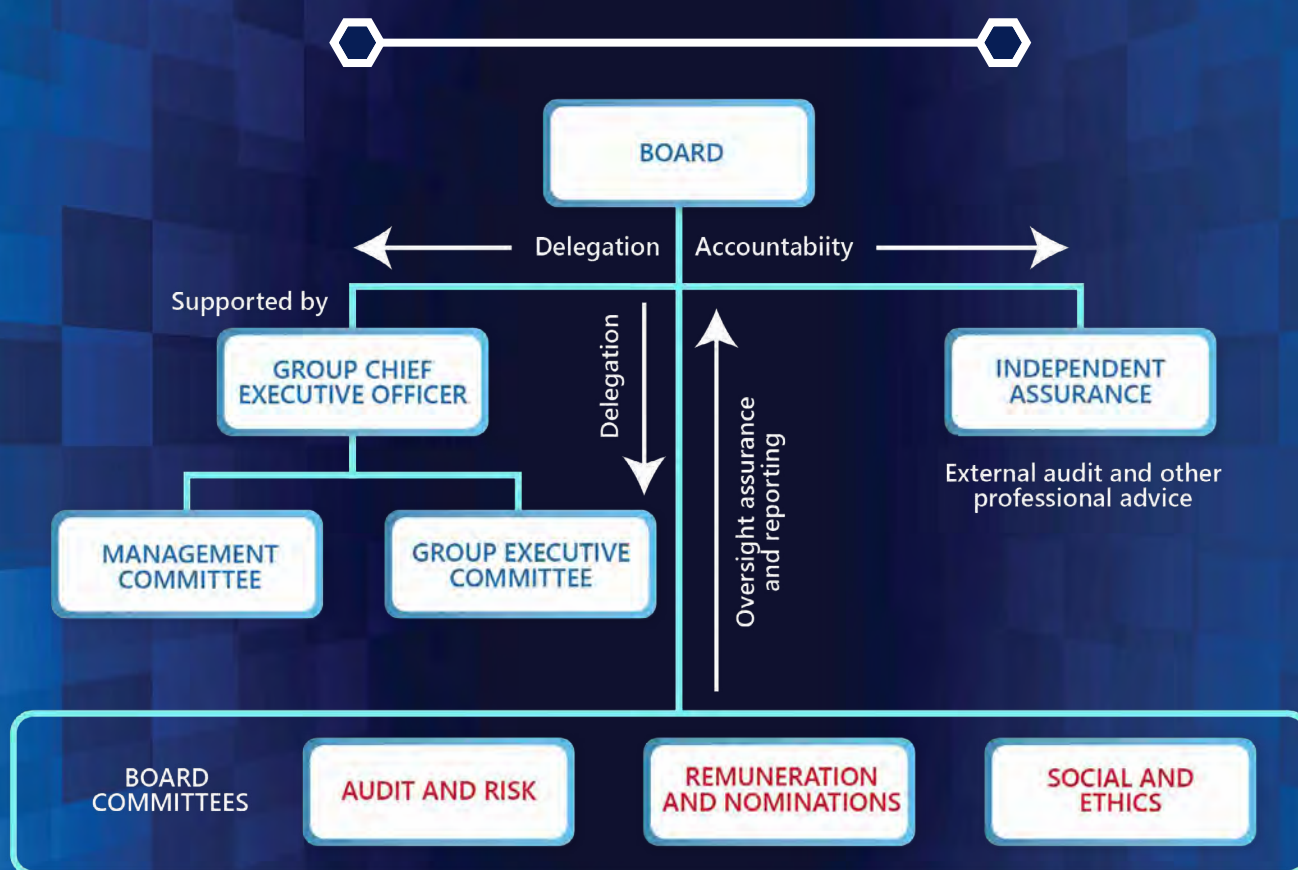 BOARD
Delegation
Accountabiity
Supported by
GROUP CHIEF
EXECUTIVE OFFICER
Delegation
Oversight assurance
and reporting
INDEPENDENT
ASSURANCE
External audit and other
professional advice
MANAGEMENT
COMMITTEE
GROUP EXECUTIVE
COMMITTEE
BOARD
COMMITTEES
AUDIT AND RISK
REMUNERATION
AND NOMINATIONS
SOCIAL AND
ETHICS